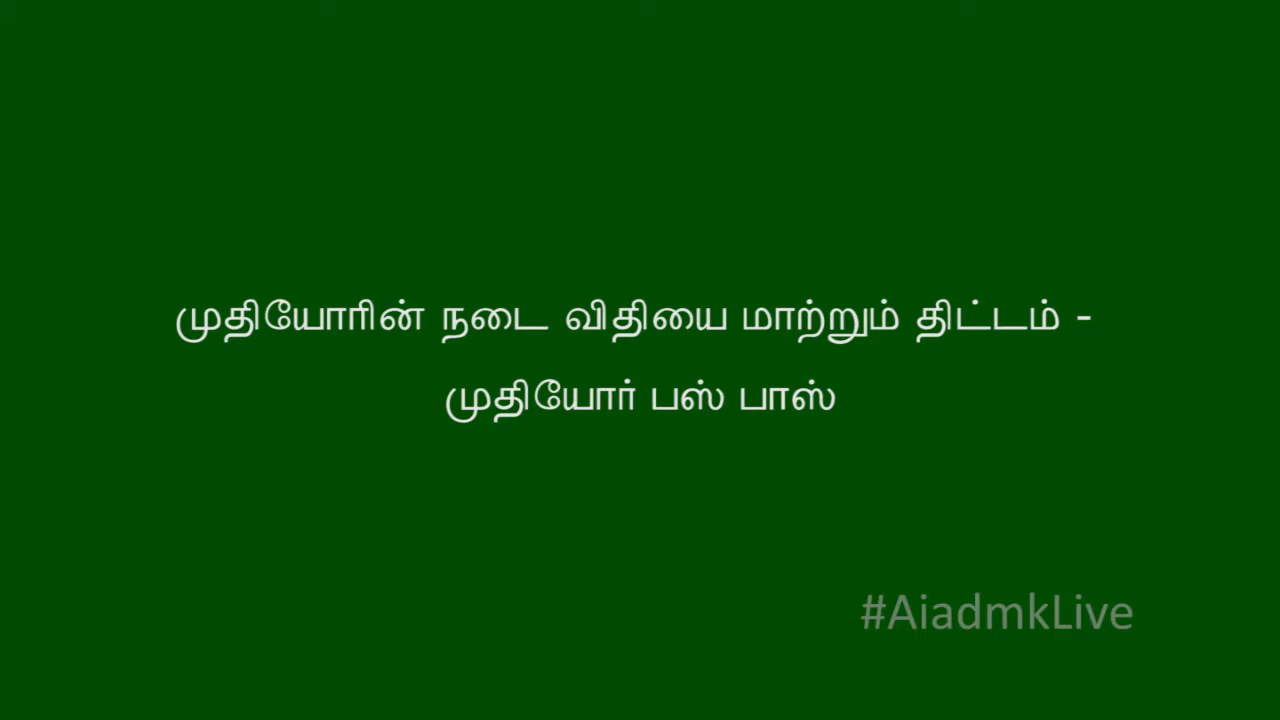 முதியோரின் நடை விதியை மாற்றும் திட்டம் -
முதியோர் பஸ் பாஸ்
#AiadmkLive